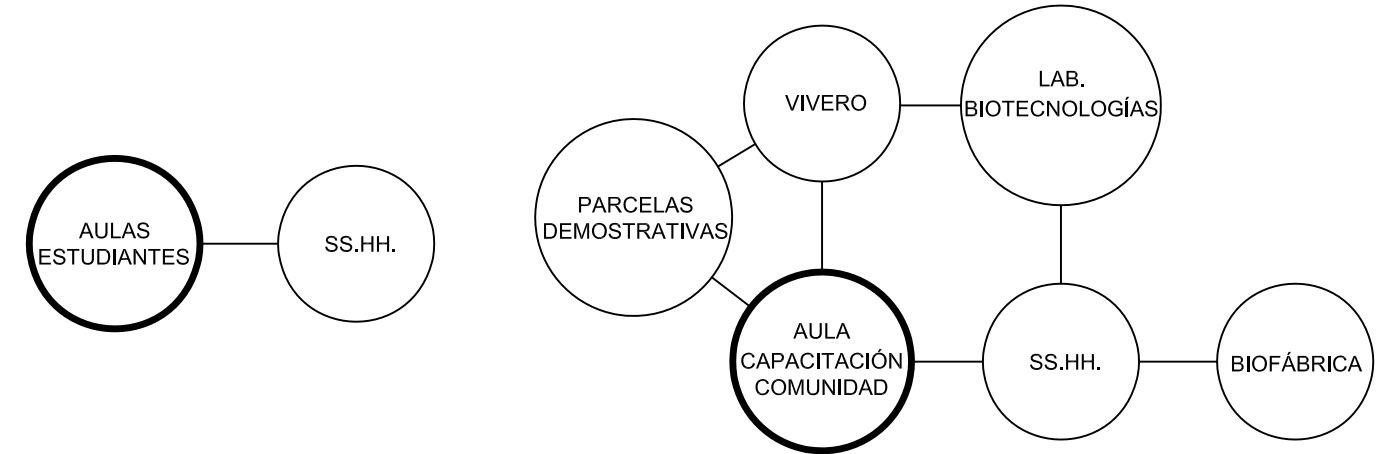 AULAS
ESTUDIANTES
SS.HH.
VIVERO
LAB.
BIOTECNOLOGÍAS
PARCELAS
DEMOSTRATIVAS
AULA
CAPACITACIÓN
COMUNIDAD
SS.HH.
BIOFÁBRICA